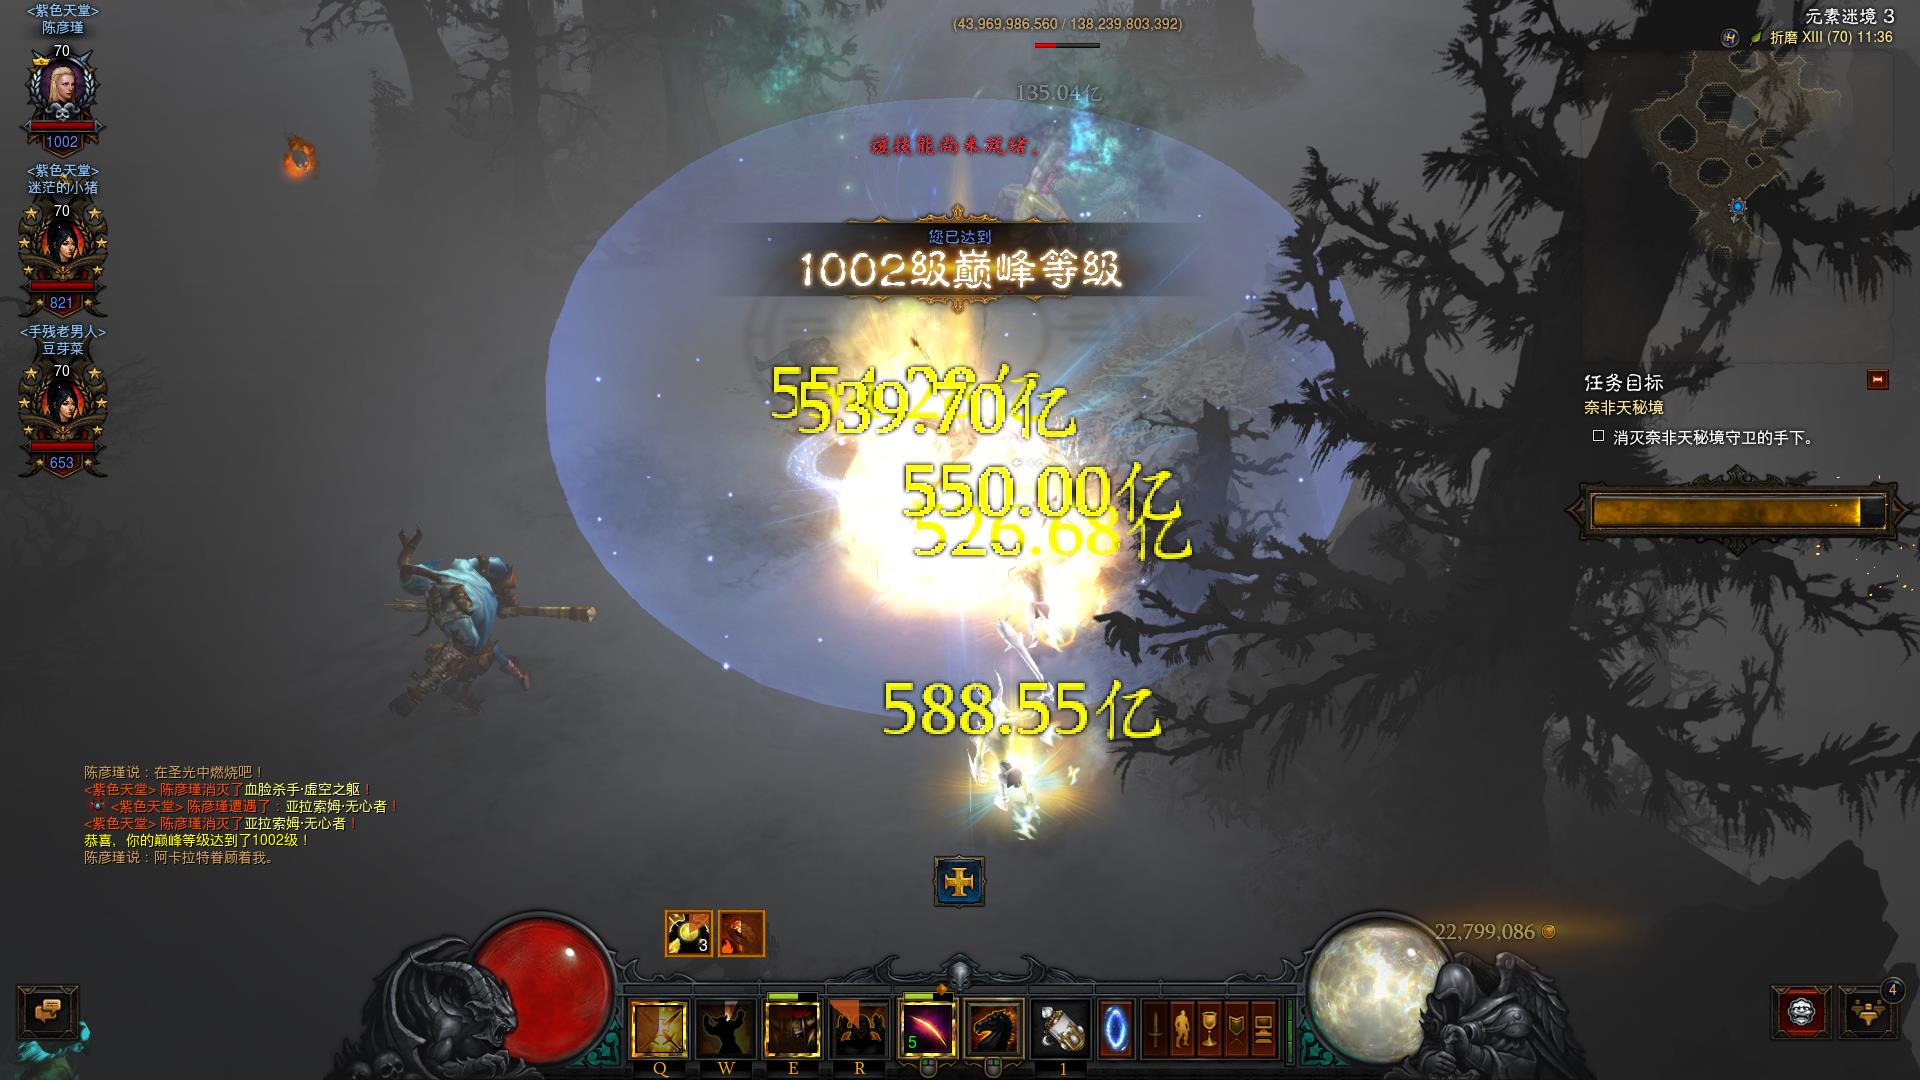 <紫色天堂>
陈彦瑾
70
1002
<紫色天堂>
迷茫的小猪
70
821
<手残老男人>
豆芽菜
70
653
(43,969,986,560 / 138,239,803,392)
元素迷境 3
折磨 XIII (70) 11:36
135.04亿
该技能尚未就绪。
您已达到
1002级巅峰等级
539.70亿
550.00亿
526.68亿
588.55亿
任务目标
奈非天秘境
消灭奈非天秘境守卫的手下。
陈彦瑾说：在圣光中燃烧吧！
<紫色天堂> 陈彦瑾消灭了血脸杀手·虚空之躯！
<紫色天堂> 陈彦瑾遭遇了：亚拉索姆·无心者！
<紫色天堂> 陈彦瑾消灭了亚拉索姆·无心者！
恭喜，你的巅峰等级达到了1002级！
陈彦瑾说：阿卡拉特眷顾着我。
3
22,799,086
5
4
Q
W
E
R
1